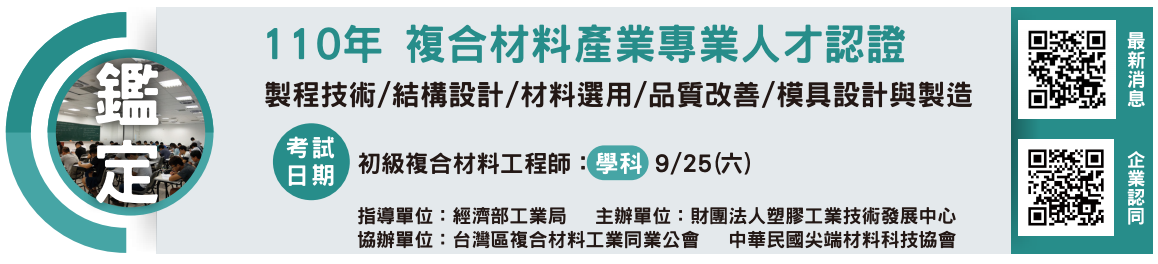 鑑定
110年 複合材料產業專業人才認證
製程技術/結構設計/材料選用/品質改善/模具設計與製造
考試日期
初級複合材料工程師：學科 9/25(六)
指導單位：經濟部工業局 主辦單位：財團法人塑膠工業技術發展中心
協辦單位：台灣區複合材料工業同業公會 中華民國尖端材料科技協會
最新消息
企業認同